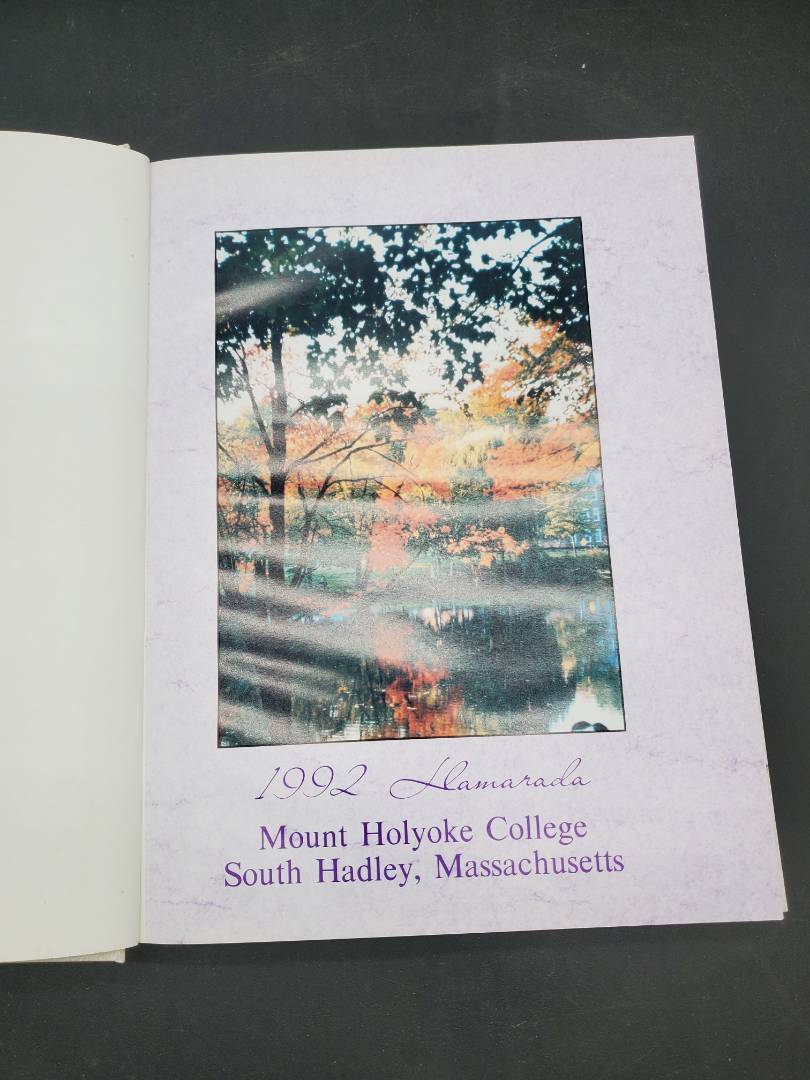 1992 Llamarada
Mount Holyoke College
South Hadley, Massachusetts